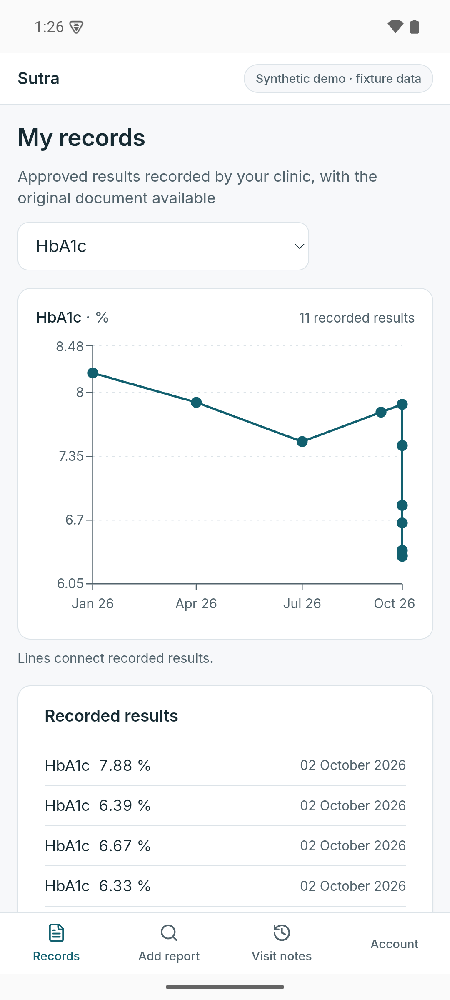 1:26
Sutra
Synthetic demo · fixture data
My records
Approved results recorded by your clinic, with the
original document available
HbA1c
HbA1c · %
11 recorded results
8.48
8
7.35
6.7
6.05
Jan 26
Apr 26
Jul 26
Oct 26
Lines connect recorded results.
Recorded results
HbA1c 7.88 % 02 October 2026
HbA1c 6.39 % 02 October 2026
HbA1c 6.67 % 02 October 2026
HbA1c 6.33 % 02 October 2026
Records
Add report
Visit notes
Account